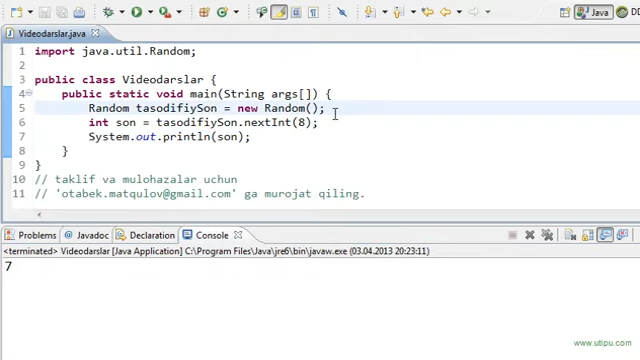 Java
DD
Videodarslar.java
1 import java.util.Random;
2
3 public class Videodarslar {
4 public static void main(String args[]) {
5 Random tasodifiySon = new Random();
6 int son = tasodifiySon.nextInt(8);
7 System.out.println(son);
8 }
9 }
10 // taklif va mulohazalar uchun
11 // 'otabek.matqulov@gmail.com' ga murojat qiling.
Problems Javadoc Declaration Console
<terminated> Videodarslar [Java Application] C:\Program Files\Java\jre6\bin\javaw.exe (03.04.2013 20:23:11)
7
www.utipu.com